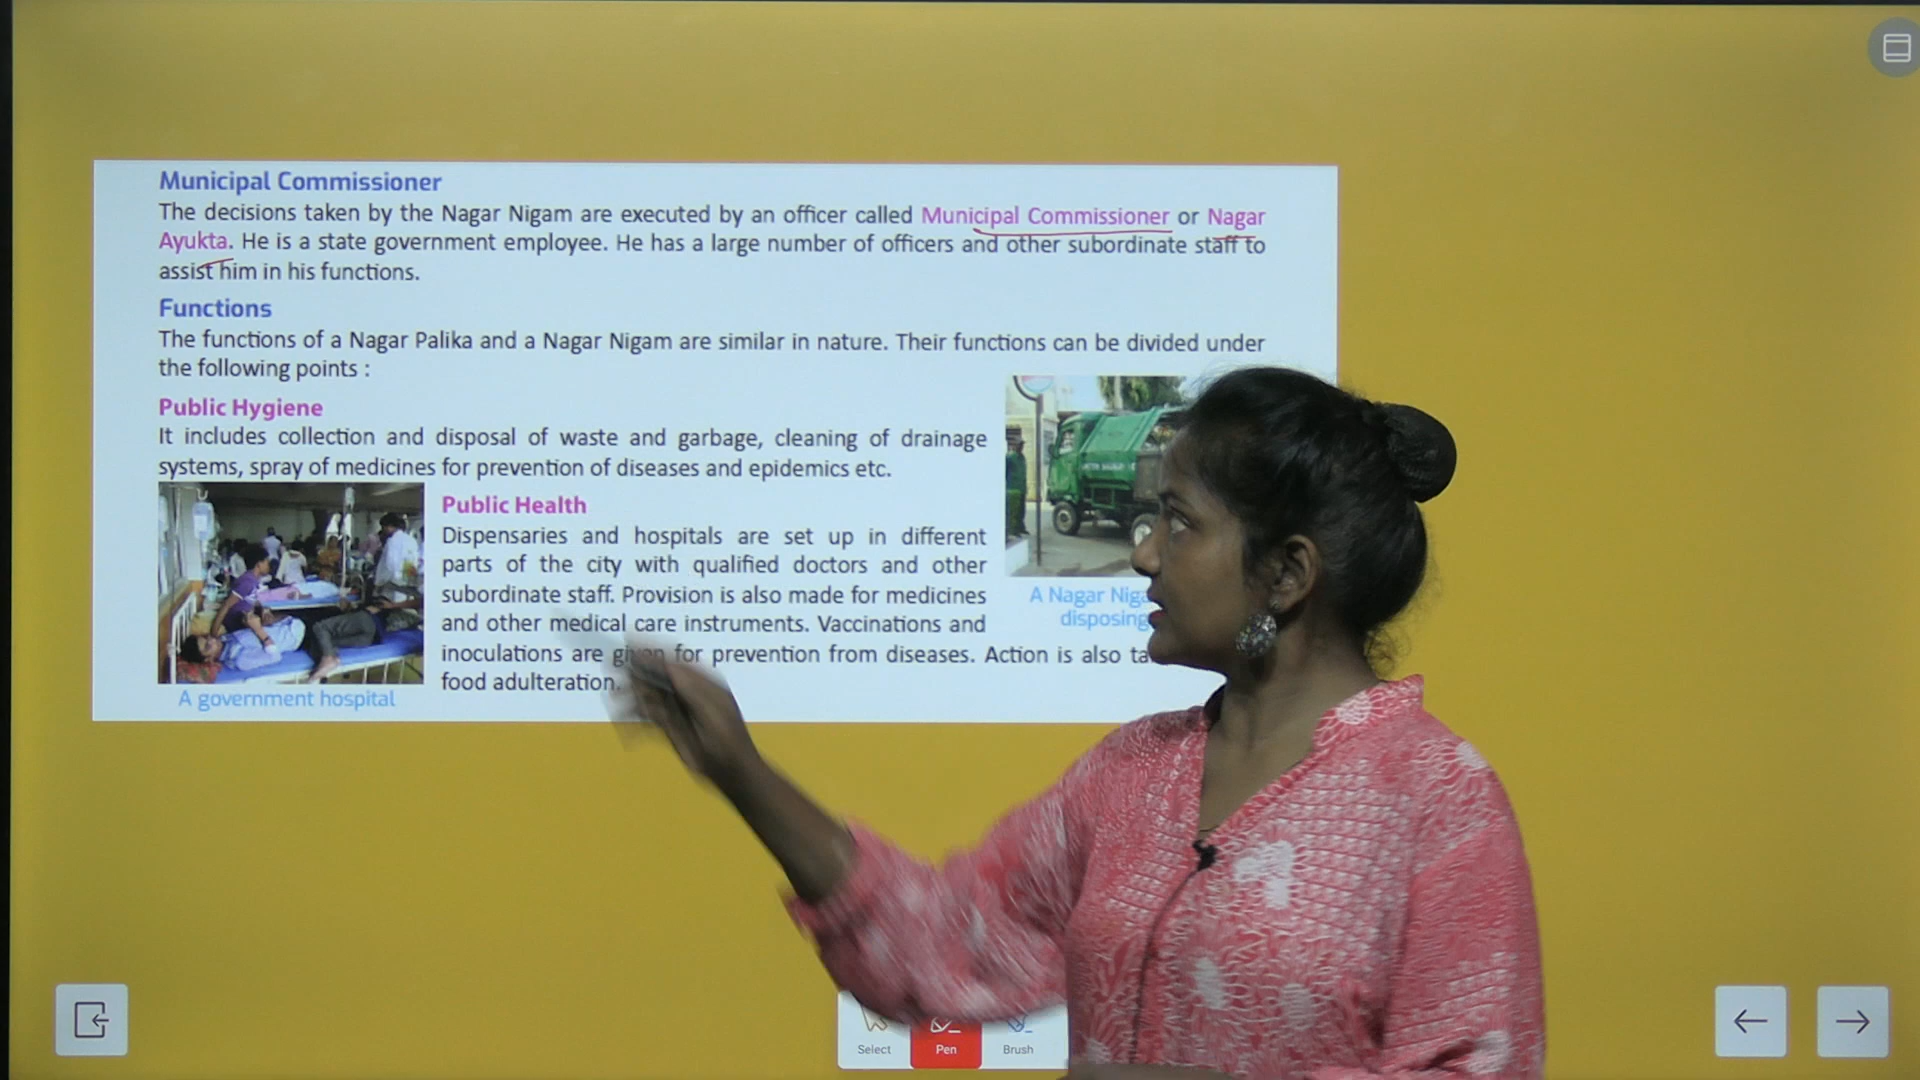 Municipal Commissioner
The decisions taken by the Nagar Nigam are executed by an officer called Municipal Commissioner or Nagar
Ayukta. He is a state government employee. He has a large number of officers and other subordinate staff to
assist him in his functions.
Functions
The functions of a Nagar Palika and a Nagar Nigam are similar in nature. Their functions can be divided under
the following points :
Public Hygiene
It includes collection and disposal of waste and garbage, cleaning of drainage
systems, spray of medicines for prevention of diseases and epidemics etc.
Public Health
Dispensaries and hospitals are set up in different
parts of the city with qualified doctors and other
subordinate staff. Provision is also made for medicines
and other medical care instruments. Vaccinations and
inoculations are given for prevention from diseases. Action is also
food adulteration.
A government hospital
A Nagar
disposing
Select
Pen
Brush